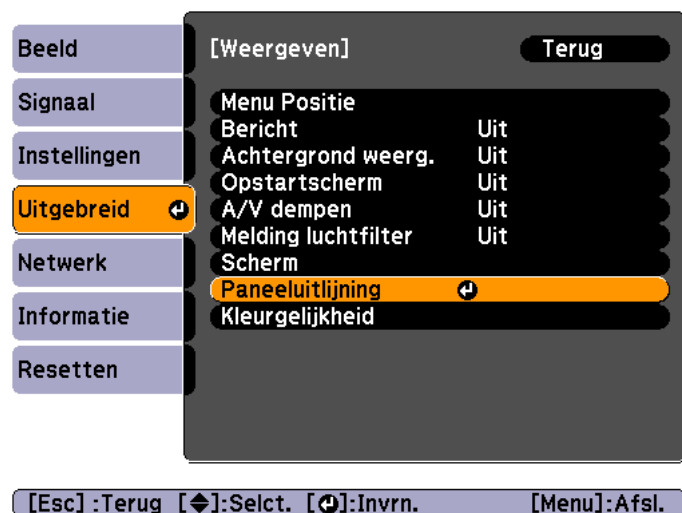 Beeld
Signaal
Instellingen
Uitgebreid
Netwerk
Informatie
Resetten
[Weergeven] Terug
Menu Positie
Bericht Uit
Achtergrond weerg. Uit
Opstartscherm Uit
A/V dempen Uit
Melding luchtfilter Uit
Scherm
Paneeluitlijning
Kleurgelijkheid
[Esc] :Terug [◆]:Selct. [↵]:Invrn. [Menu]:Afsl.